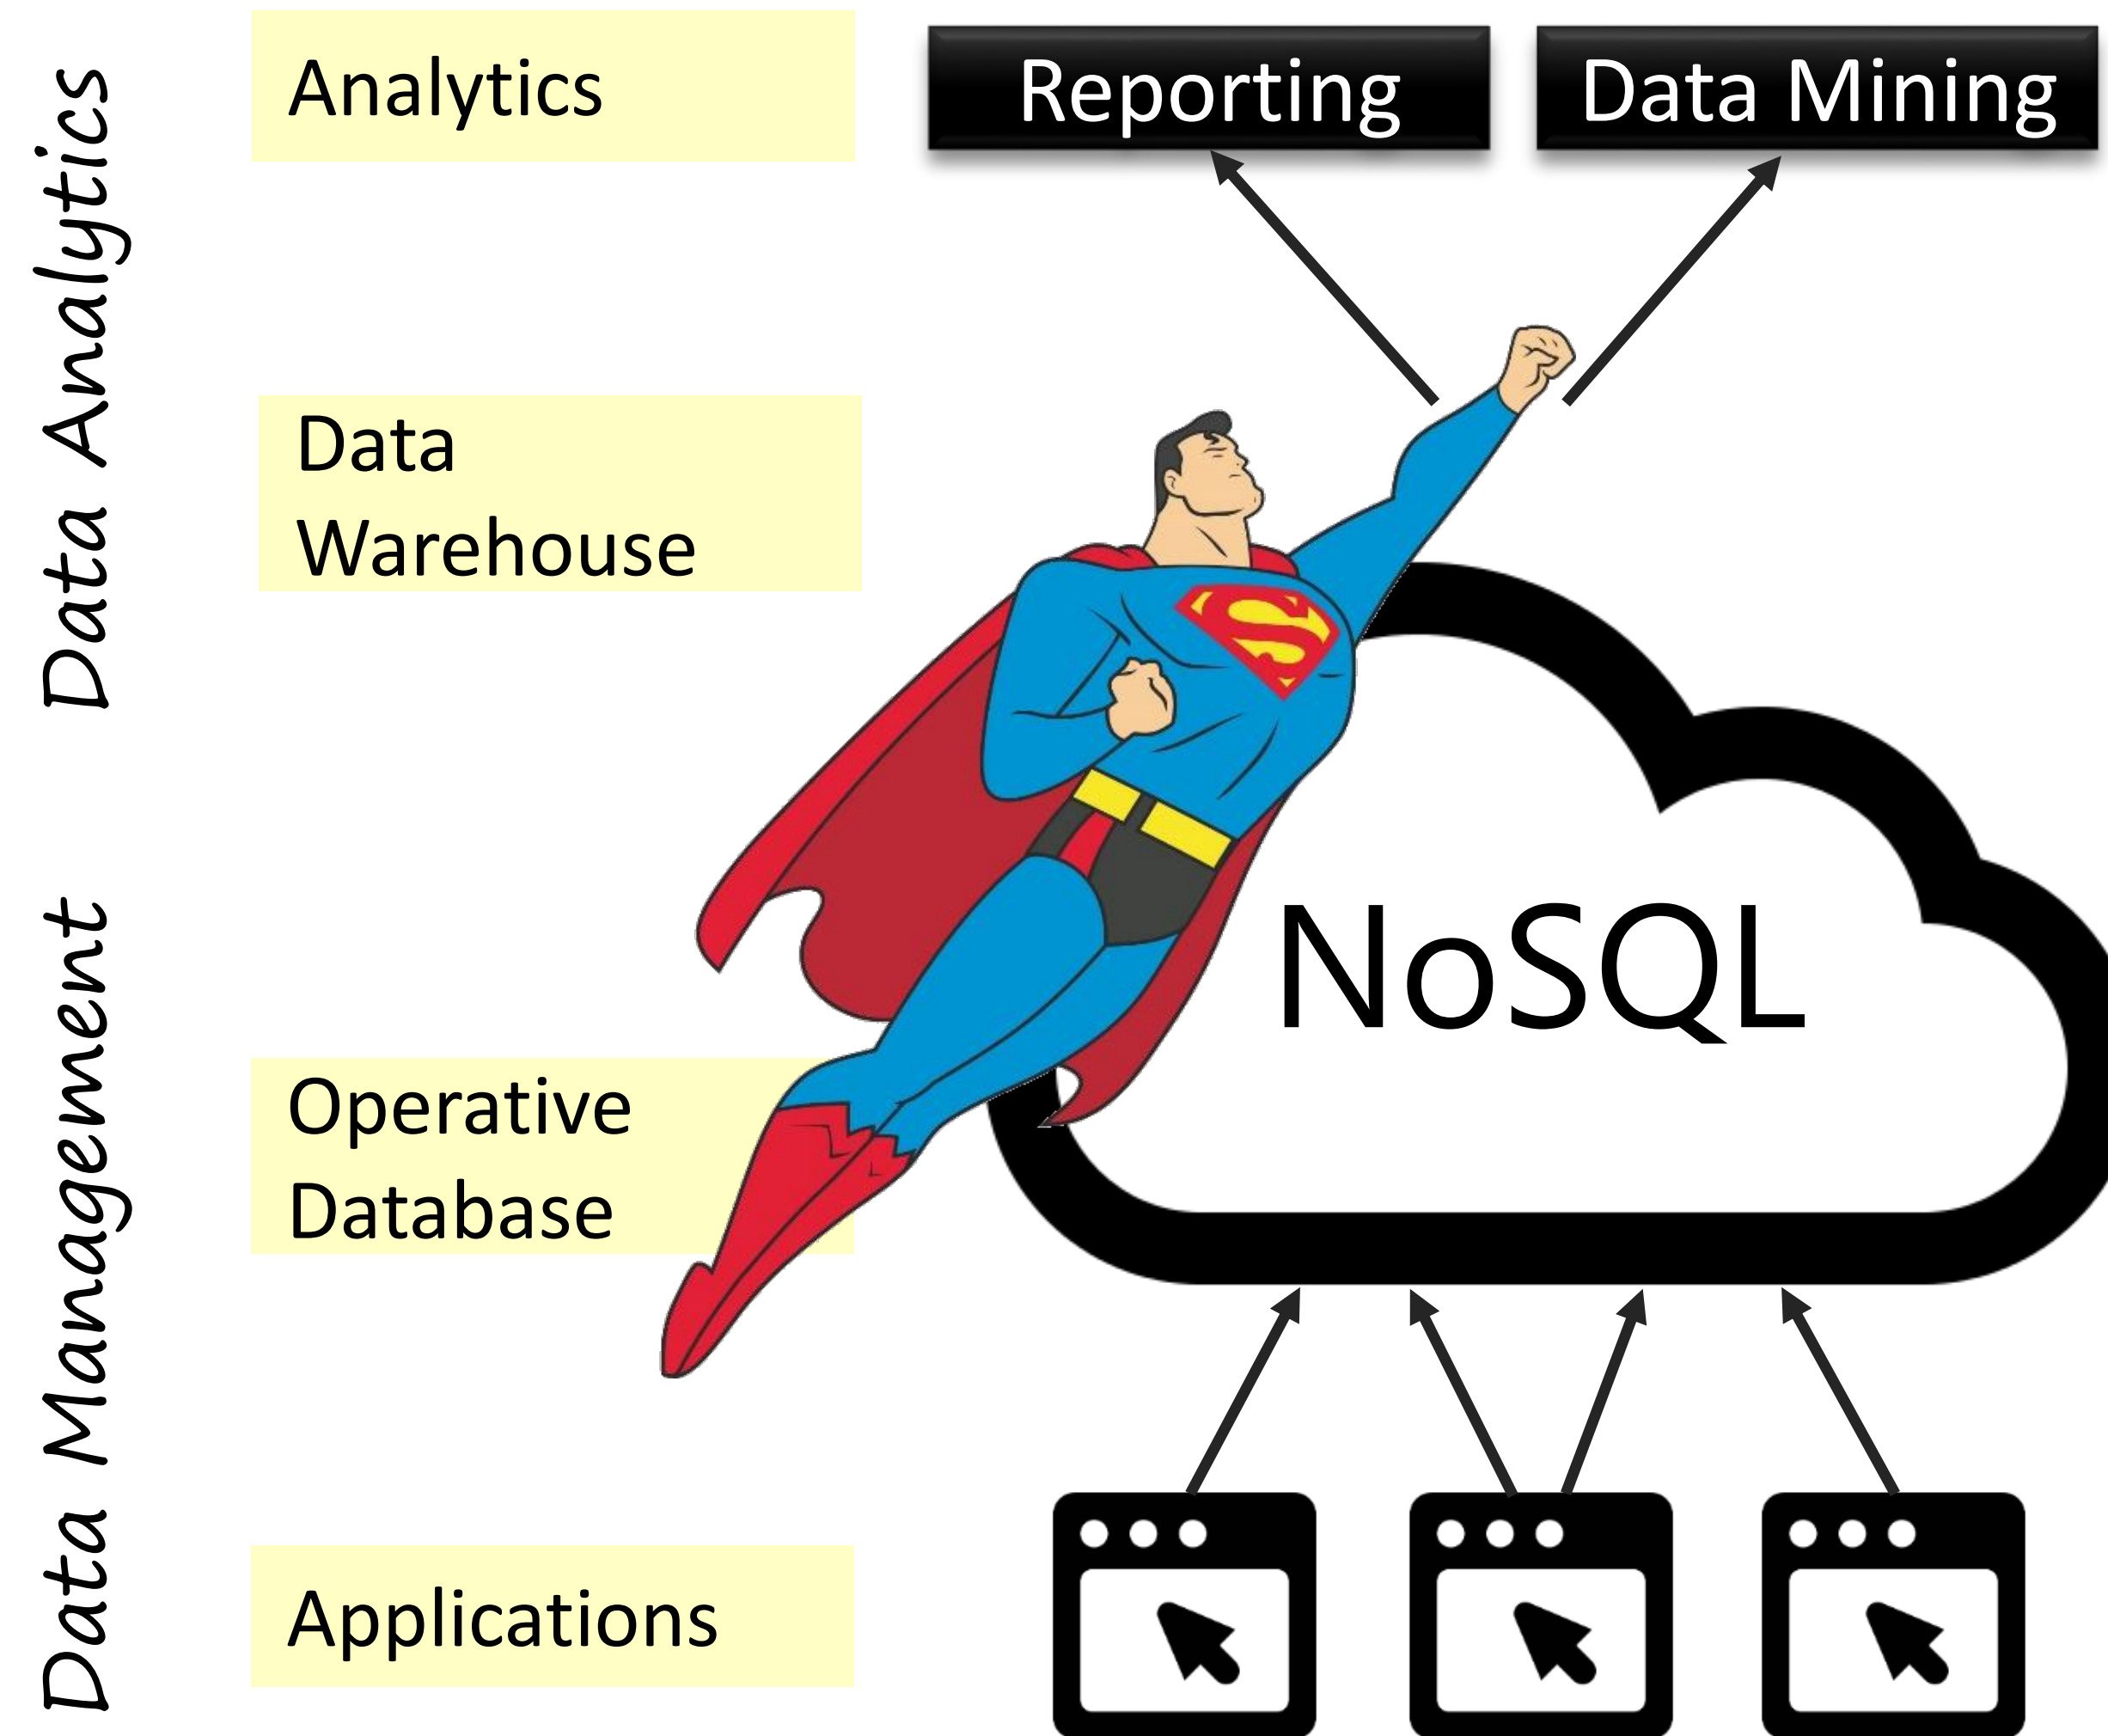 Analytics
Reporting
Data Mining
Data Analytics
Data
Warehouse
S
NoSQL
Data Management
Operative
Database
Applications